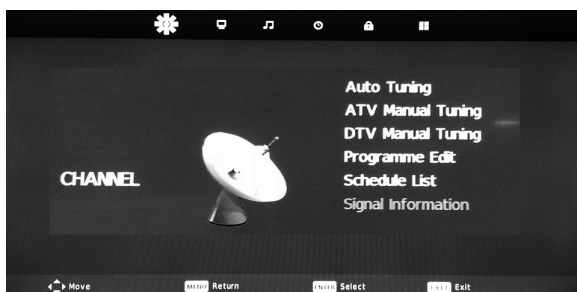 Auto Tuning
ATV Manual Tuning
DTV Manual Tuning
Programme Edit
CHANNEL
Schedule List
Signal Information
Move
MENU Return
ENTER Select
EXIT Exit